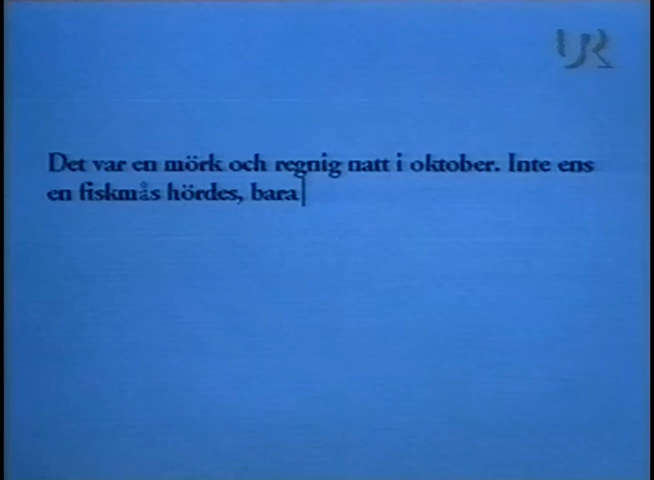 UR
Det var en mörk och regnig natt i oktober. Inte ens
en fiskmås hördes, bara